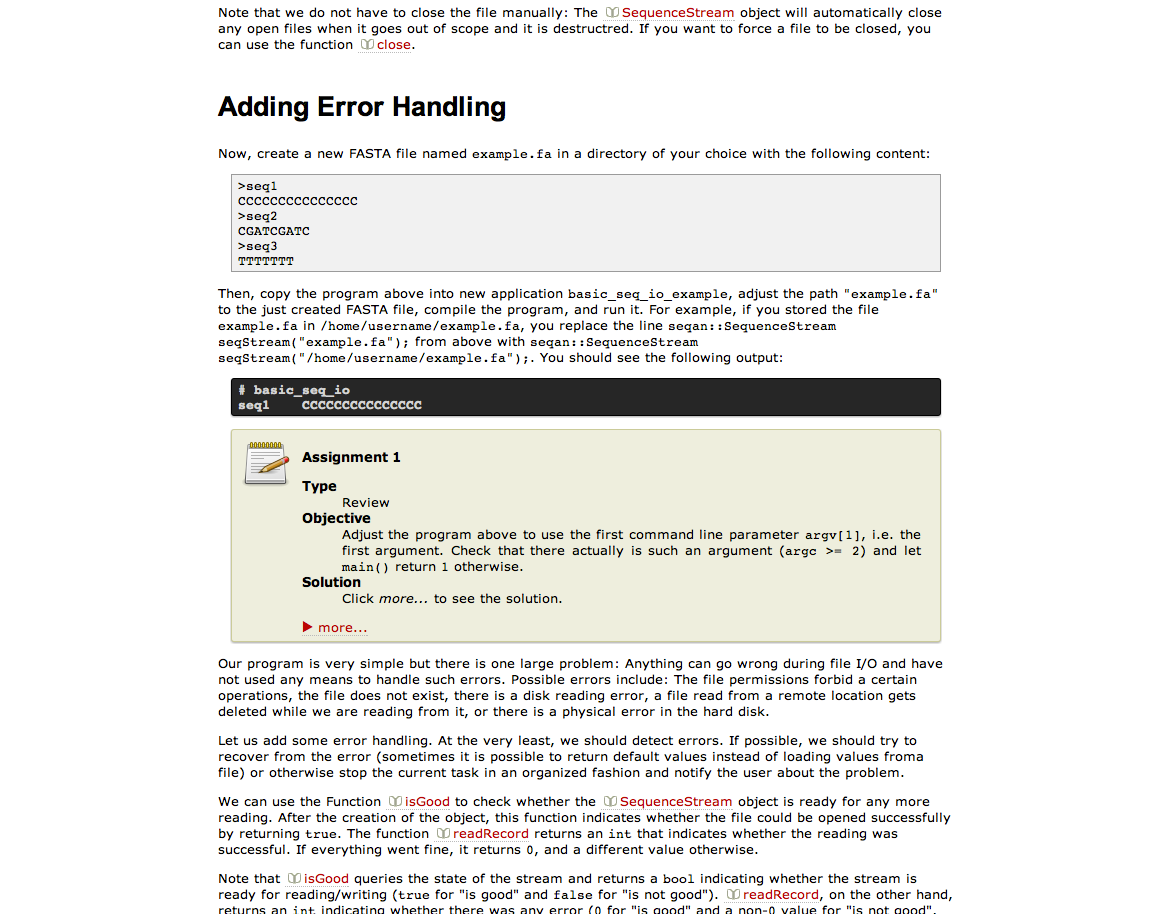 Note that we do not have to close the file manually: The SequenceStream object will automatically close
any open files when it goes out of scope and it is destructred. If you want to force a file to be closed, you
can use the function close.
Adding Error Handling
Now, create a new FASTA file named example.fa in a directory of your choice with the following content:
>seq1
CCCCCCCCCCCCCCC
>seq2
CGATCGATC
>seq3
TTTTTTT
Then, copy the program above into new application basic_seq_io_example, adjust the path "example.fa"
to the just created FASTA file, compile the program, and run it. For example, if you stored the file
example.fa in /home/username/example.fa, you replace the line seqan::SequenceStream
seqStream("example.fa"); from above with seqan::SequenceStream
seqStream("/home/username/example.fa");. You should see the following output:
# basic_seq_io
seq1    CCCCCCCCCCCCCCC
Assignment 1
Type
Review
Objective
Adjust the program above to use the first command line parameter argv[1], i.e. the
first argument. Check that there actually is such an argument (argc >= 2) and let
main() return 1 otherwise.
Solution
Click more... to see the solution.
more...
Our program is very simple but there is one large problem: Anything can go wrong during file I/O and have
not used any means to handle such errors. Possible errors include: The file permissions forbid a certain
operations, the file does not exist, there is a disk reading error, a file read from a remote location gets
deleted while we are reading from it, or there is a physical error in the hard disk.
Let us add some error handling. At the very least, we should detect errors. If possible, we should try to
recover from the error (sometimes it is possible to return default values instead of loading values froma
file) or otherwise stop the current task in an organized fashion and notify the user about the problem.
We can use the Function isGood to check whether the SequenceStream object is ready for any more
reading. After the creation of the object, this function indicates whether the file could be opened successfully
by returning true. The function readRecord returns an int that indicates whether the reading was
successful. If everything went fine, it returns 0, and a different value otherwise.
Note that isGood queries the state of the stream and returns a bool indicating whether the stream is
ready for reading/writing (true for "is good" and false for "is not good"). readRecord, on the other hand,
returns an int indicating whether there was any error (0 for "is good" and a non-0 value for "is not good",